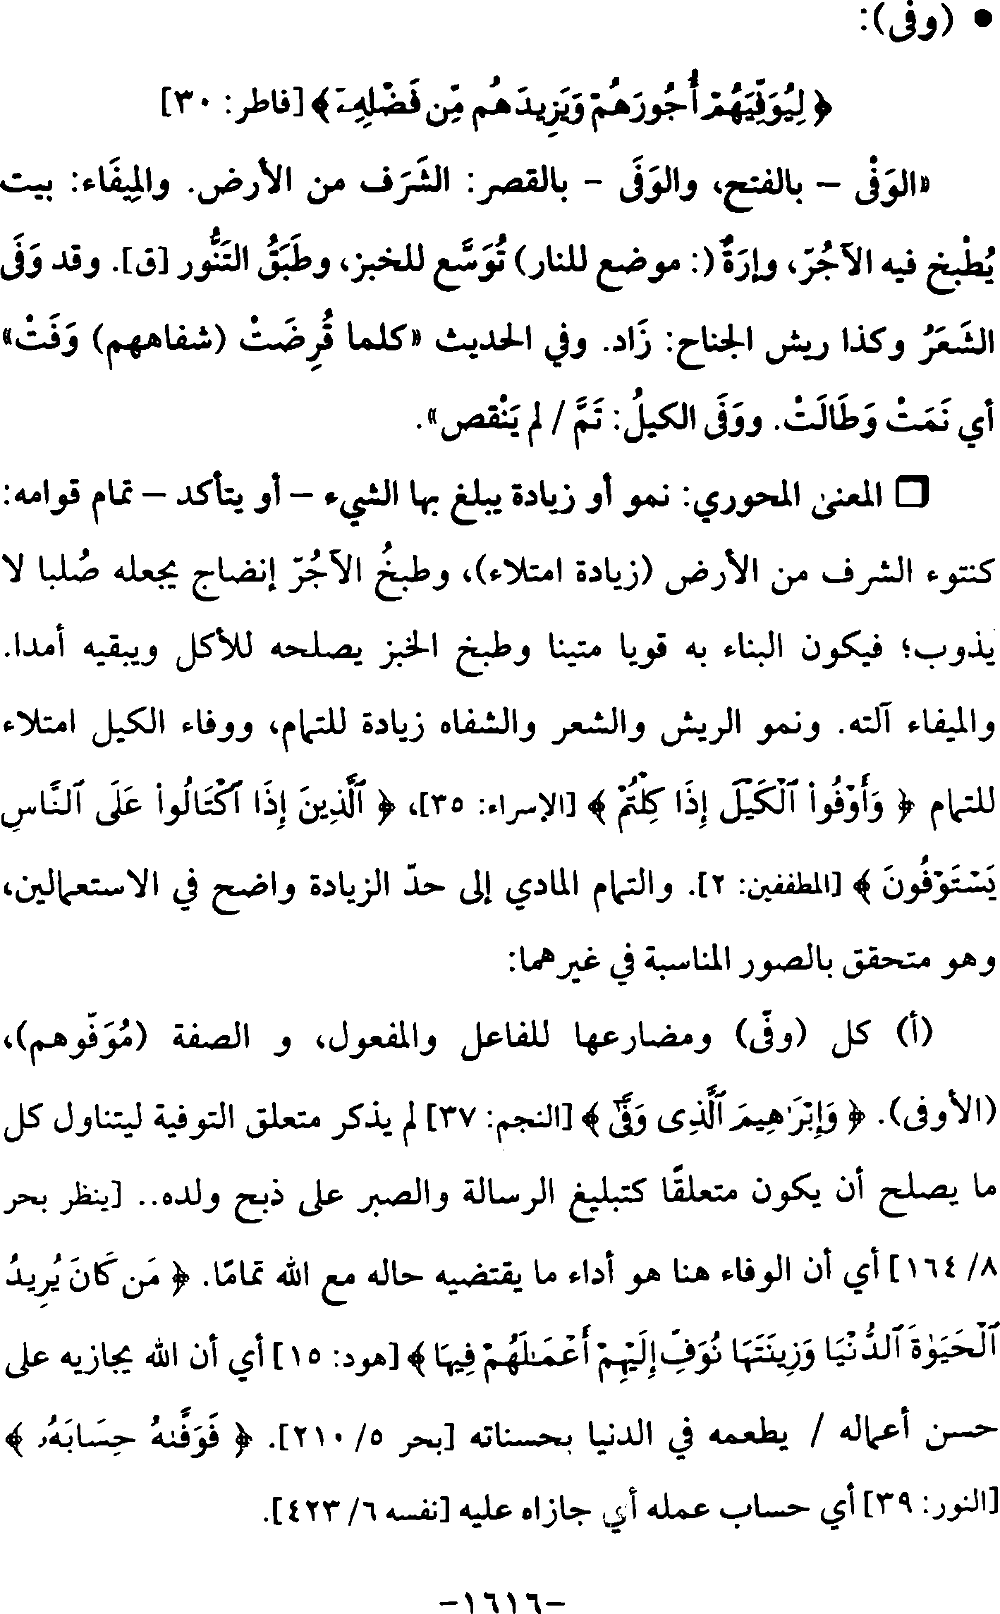 • (وفى):
﴿ لِيُوَفِّيَهُمْ أُجُورَهُمْ وَيَزِيدَهُم مِّن فَضْلِهِۦٓ ﴾ [فاطر: ٣٠]
«الوَفْى – بالفتح، والوَفَى – بالقصر: الشَرَف من الأرض. والمِيفَاء: بيت
يُطْبخ فيه الآجُرّ، وإرَةٌ (: موضع للنار) تُوَسَّع للخبز، وطَبَقُ التَنُّور [ق]. وقد وَفَى
الشَعَرُ وكذا ريش الجناح: زَاد. وفي الحديث «كلما قُرِضَتْ (شفاههم) وَفَتْ»
أي نَمَتْ وَطَالَتْ. ووَفَى الكيلُ: تَمَّ / لم يَنْقص».
❑ المعنى المحوري: نمو أو زيادة يبلغ بها الشيء – أو يتأكد – تمام قوامه:
كنتوء الشرف من الأرض (زيادة امتلاء)، وطبخُ الآجُرّ إنضاج يجعله صُلبا لا
يذوب؛ فيكون البناء به قويا متينا وطبخ الخبز يصلحه للأكل ويبقيه أمدا.
والميفاء آلته. ونمو الريش والشعر والشفاه زيادة للتمام، ووفاء الكيل امتلاء
للتمام ﴿ وَأَوْفُوا۟ ٱلْكَيْلَ إِذَا كِلْتُمْ ﴾ [الإسراء: ٣٥]، ﴿ ٱلَّذِينَ إِذَا ٱكْتَالُوا۟ عَلَى ٱلنَّاسِ
يَسْتَوْفُونَ ﴾ [المطففين: ٢]. والتمام المادي إلى حدّ الزيادة واضح في الاستعمالين،
وهو متحقق بالصور المناسبة في غيرهما:
(أ) كل (وفّى) ومضارعها للفاعل والمفعول، و الصفة (مُوَفّوهم)،
(الأوفى). ﴿ وَإِبْرَٰهِيمَ ٱلَّذِى وَفَّىٰٓ ﴾ [النجم: ٣٧] لم يذكر متعلق التوفية ليتناول كل
ما يصلح أن يكون متعلقًا كتبليغ الرسالة والصبر على ذبح ولده.. [ينظر بحر
٨/ ١٦٤] أي أن الوفاء هنا هو أداء ما يقتضيه حاله مع الله تمامًا. ﴿ مَن كَانَ يُرِيدُ
ٱلْحَيَوٰةَ ٱلدُّنْيَا وَزِينَتَهَا نُوَفِّ إِلَيْهِمْ أَعْمَـٰلَهُمْ فِيهَا ﴾ [هود: ١٥] أي أن الله يجازيه على
حسن أعماله / يطعمه في الدنيا بحسناته [بحر ٥/ ٢١٠]. ﴿ فَوَفَّىٰهُ حِسَابَهُۥ ﴾
[النور: ٣٩] أي حساب عمله أي جازاه عليه [نفسه ٦/ ٤٢٣].
-١٦١٦-